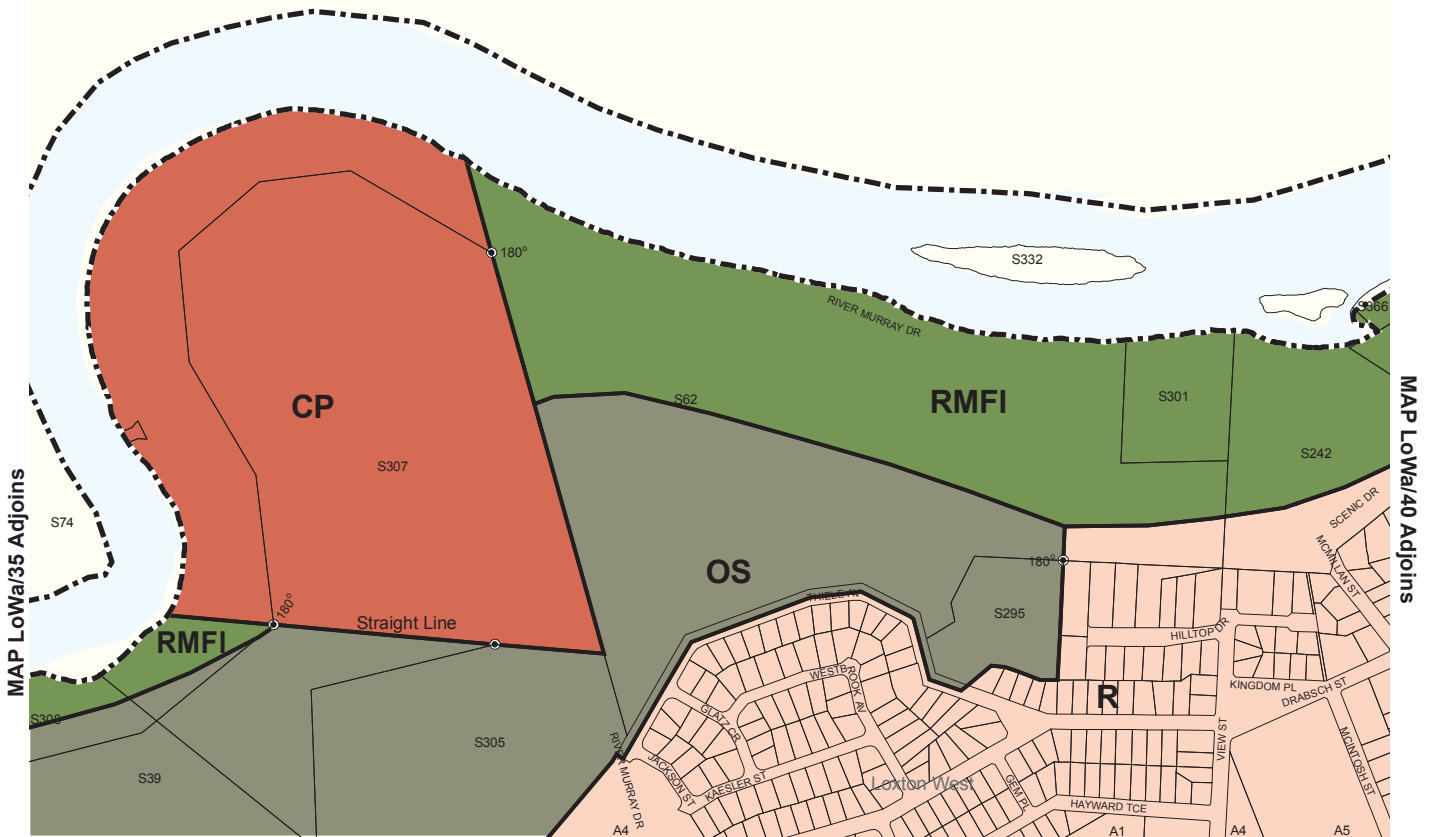 S332
180°
S366
RIVER MURRAY DR
MAP LoWa/35 Adjoins
MAP LoWa/40 Adjoins
CP
S62
RMFI
S301
S307
S242
S74
SCENIC DR
MCMILLAN ST
OS
180°
THIELE AV
180°
S295
Straight Line
HILLTOP DR
RMFI
WESTBROOK AV
R
KINGDOM PL
DRABSCH ST
S308
GLATZ CR
S305
RIVER MURRAY DR
VIEW ST
MCINTOSH ST
S39
JACKSON ST
KAESLER ST
Loxton West
GEM PL
HAYWARD TCE
A4
A1
A4
A5